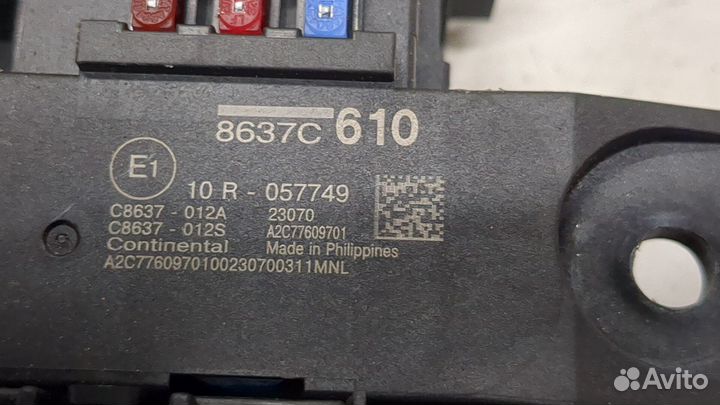 8637C 610
E1
10 R - 057749
C8637 - 012A 23070
C8637 - 012S A2C77609701
Continental Made in Philippines
A2C7760970100230700311MNL
Avito